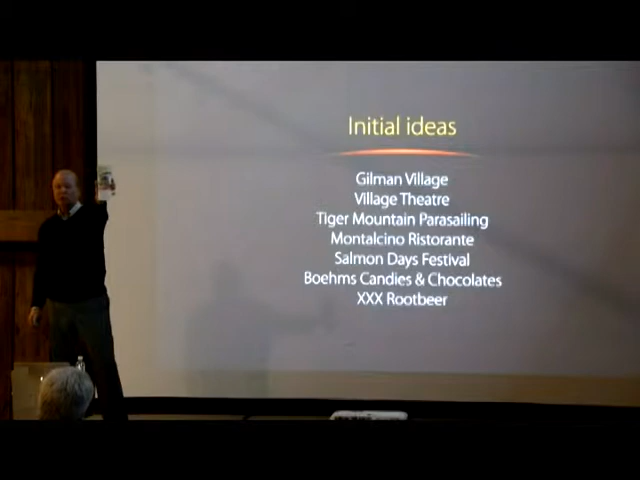 Initial ideas
Gilman Village
Village Theatre
Tiger Mountain Parasailing
Montalcino Ristorante
Salmon Days Festival
Boehms Candies & Chocolates
XXX Rootbeer